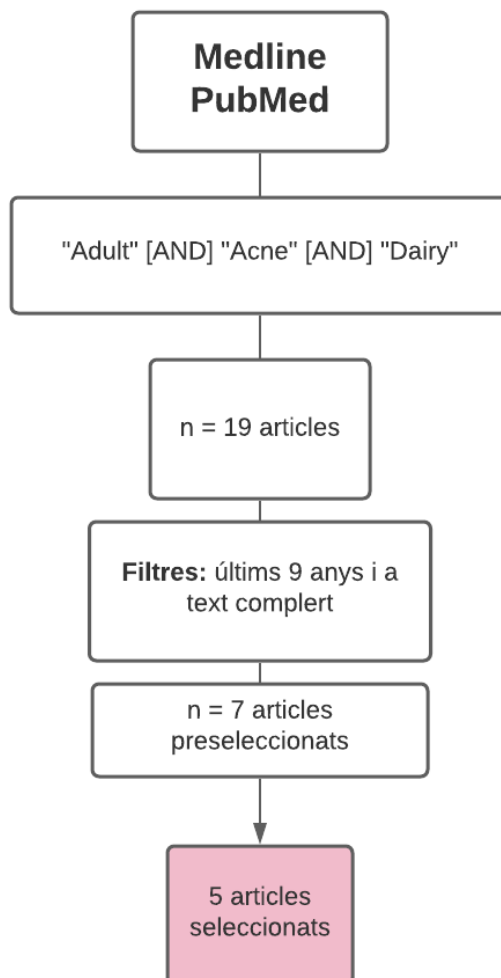 Medline
PubMed
"Adult" [AND] "Acne" [AND] "Dairy"
n = 19 articles
Filtres: últims 9 anys i a
text complert
n = 7 articles
preseleccionats
5 articles
seleccionats